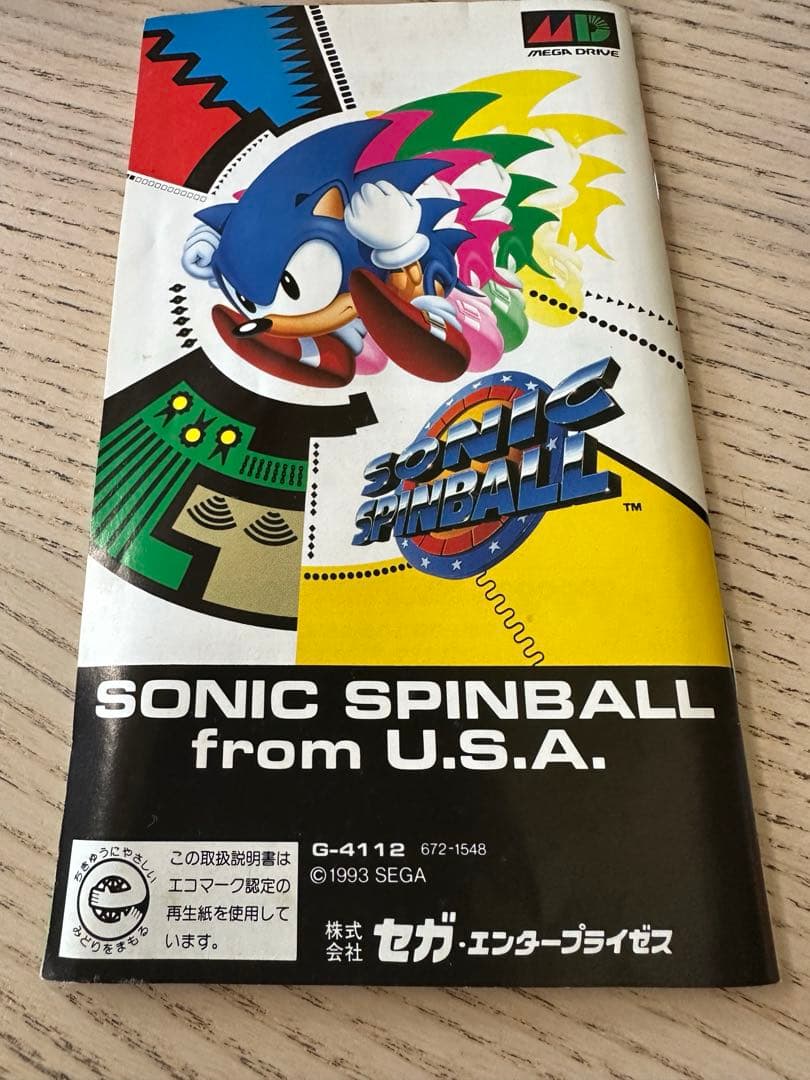 MEGA DRIVE
SONIC
SPINBALL
TM
SONIC SPINBALL
from U.S.A.
ちきゅうにやさしい
みどりをまもる
この取扱説明書は
エコマーク認定の
再生紙を使用して
います。
G-4112 672-1548
©1993 SEGA
株式会社 セガ・エンタープライゼス